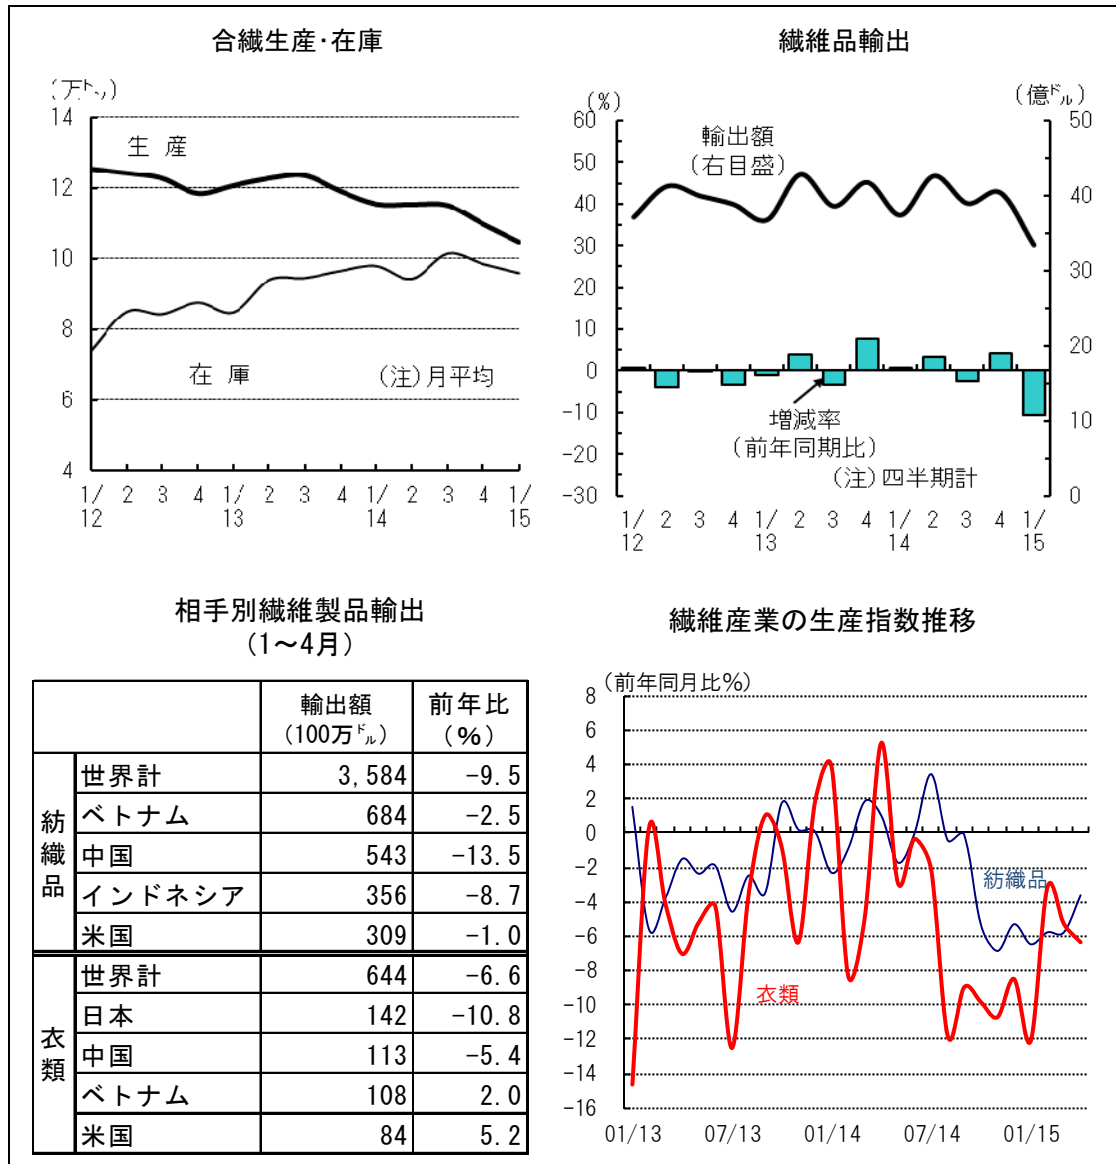 合繊生産・在庫
(万トン)
14
12
10
8
6
4
生 産
在 庫
(注)月平均
1/ 2 3 4 1/ 2 3 4 1/ 2 3 4 1/
12 13 14 15
繊維品輸出
(%)
(億ドル)
60
50
40
30
20
10
0
-10
-20
-30
50
40
30
20
10
0
輸出額
(右目盛)
増減率
(前年同期比)
(注)四半期計
1/ 2 3 4 1/ 2 3 4 1/ 2 3 4 1/
12 13 14 15
相手別繊維製品輸出
(1～4月)
輸出額 前年比
(100万ドル) (%)
紡織品
世界計 3,584 -9.5
ベトナム 684 -2.5
中国 543 -13.5
インドネシア 356 -8.7
米国 309 -1.0
衣類
世界計 644 -6.6
日本 142 -10.8
中国 113 -5.4
ベトナム 108 2.0
米国 84 5.2
繊維産業の生産指数推移
(前年同月比%)
8
6
4
2
0
-2
-4
-6
-8
-10
-12
-14
-16
紡織品
衣類
01/13 07/13 01/14 07/14 01/15